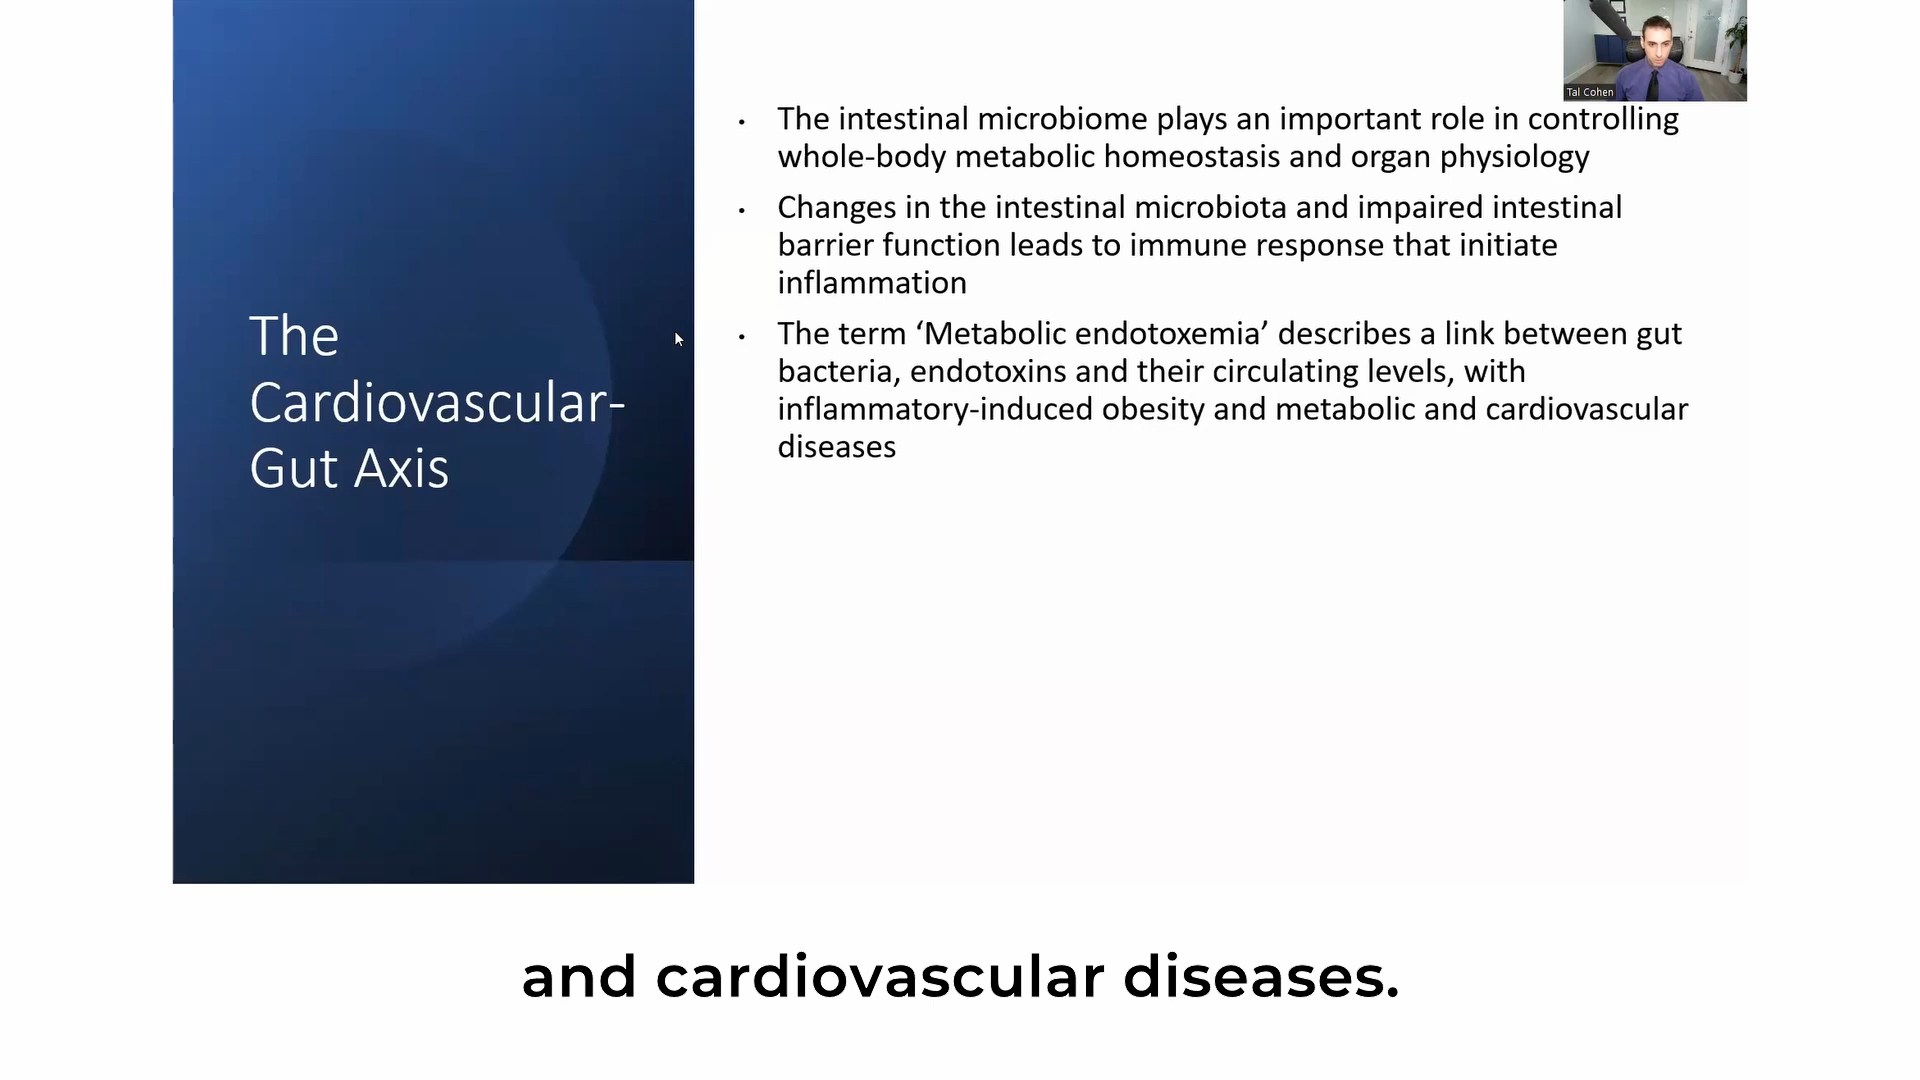 The
Cardiovascular-
Gut Axis
Tal Cohen
• The intestinal microbiome plays an important role in controlling
whole-body metabolic homeostasis and organ physiology
• Changes in the intestinal microbiota and impaired intestinal
barrier function leads to immune response that initiate
inflammation
• The term ‘Metabolic endotoxemia’ describes a link between gut
bacteria, endotoxins and their circulating levels, with
inflammatory-induced obesity and metabolic and cardiovascular
diseases
and cardiovascular diseases.